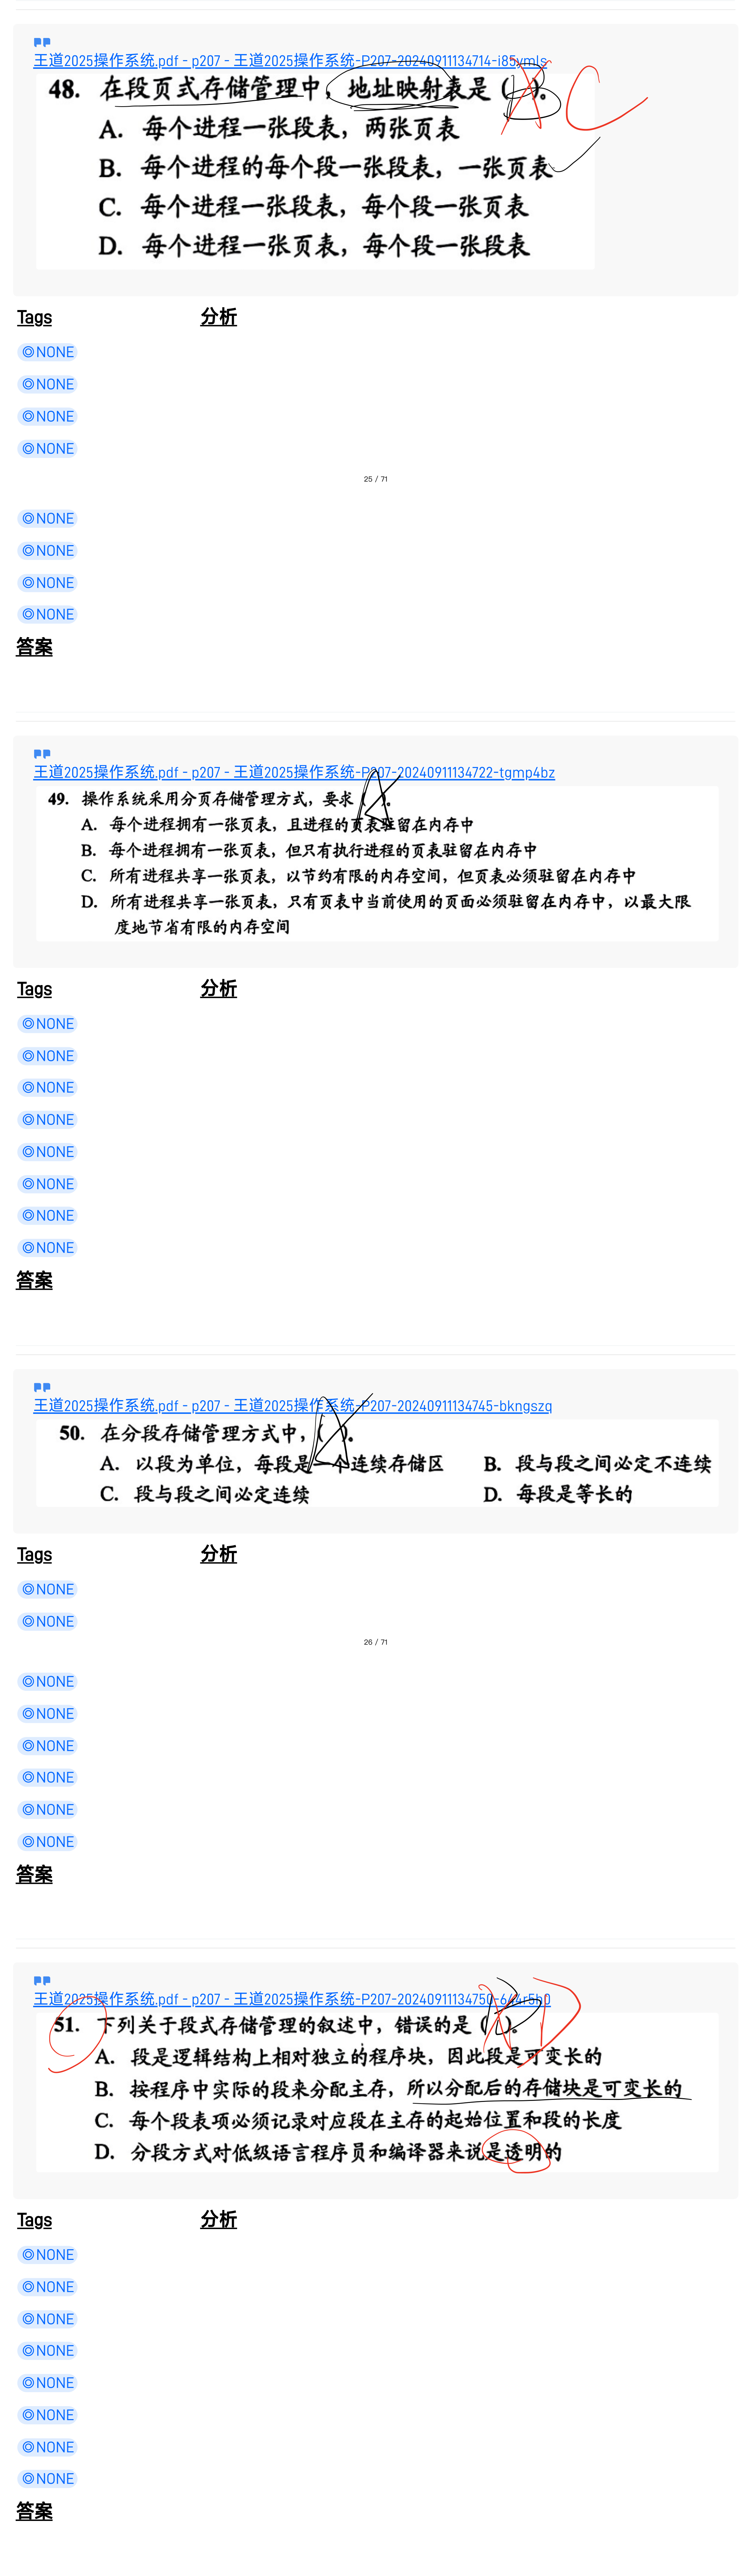 王道2025操作系统.pdf - p207 - 王道2025操作系统-P207-20240911134714-i85ymls
48. 在段页式存储管理中，地址映射表是（B）。 C
A. 每个进程一张段表，两张页表
B. 每个进程的每个段一张段表，一张页表
C. 每个进程一张段表，每个段一张页表
D. 每个进程一张页表，每个段一张段表
Tags 分析
◎NONE
◎NONE
◎NONE
◎NONE
25 / 71
◎NONE
◎NONE
◎NONE
◎NONE
答案
王道2025操作系统.pdf - p207 - 王道2025操作系统-P207-20240911134722-tgmp4bz
49. 操作系统采用分页存储管理方式，要求（A）。
A. 每个进程拥有一张页表，且进程的页表驻留在内存中
B. 每个进程拥有一张页表，但只有执行进程的页表驻留在内存中
C. 所有进程共享一张页表，以节约有限的内存空间，但页表必须驻留在内存中
D. 所有进程共享一张页表，只有页表中当前使用的页面必须驻留在内存中，以最大限
度地节省有限的内存空间
Tags 分析
◎NONE
◎NONE
◎NONE
◎NONE
◎NONE
◎NONE
◎NONE
◎NONE
答案
王道2025操作系统.pdf - p207 - 王道2025操作系统-P207-20240911134745-bkngszq
50. 在分段存储管理方式中，（A）。
A. 以段为单位，每段是一个连续存储区 B. 段与段之间必定不连续
C. 段与段之间必定连续 D. 每段是等长的
Tags 分析
◎NONE
◎NONE
26 / 71
◎NONE
◎NONE
◎NONE
◎NONE
◎NONE
◎NONE
答案
王道2025操作系统.pdf - p207 - 王道2025操作系统-P207-20240911134750-
51. 下列关于段式存储管理的叙述中，错误的是（B）。 D
A. 段是逻辑结构上相对独立的程序块，因此段是可变长的
B. 按程序中实际的段来分配主存，所以分配后的存储块是可变长的
C. 每个段表项必须记录对应段在主存的起始位置和段的长度
D. 分段方式对低级语言程序员和编译器来说是透明的
Tags 分析
◎NONE
◎NONE
◎NONE
◎NONE
◎NONE
◎NONE
◎NONE
◎NONE
答案